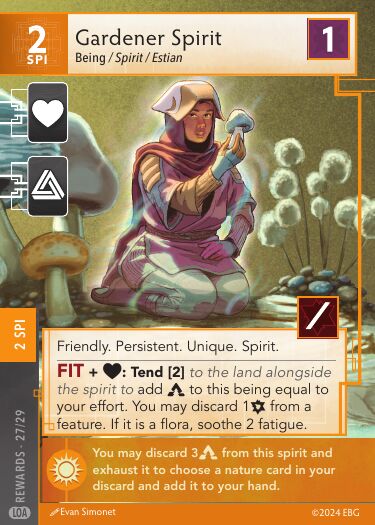 2
SPI
Gardener Spirit
1
Being / Spirit / Estian
2 SPI
Friendly. Persistent. Unique. Spirit.
FIT + : Tend [2] to the land alongside
the spirit to add to this being equal to
your effort. You may discard 1 from a
feature. If it is a flora, soothe 2 fatigue.
You may discard 3 from this spirit and
exhaust it to choose a nature card in your
discard and add it to your hand.
REWARDS - 27/29
LOA
Evan Simonet
©2024 EBG